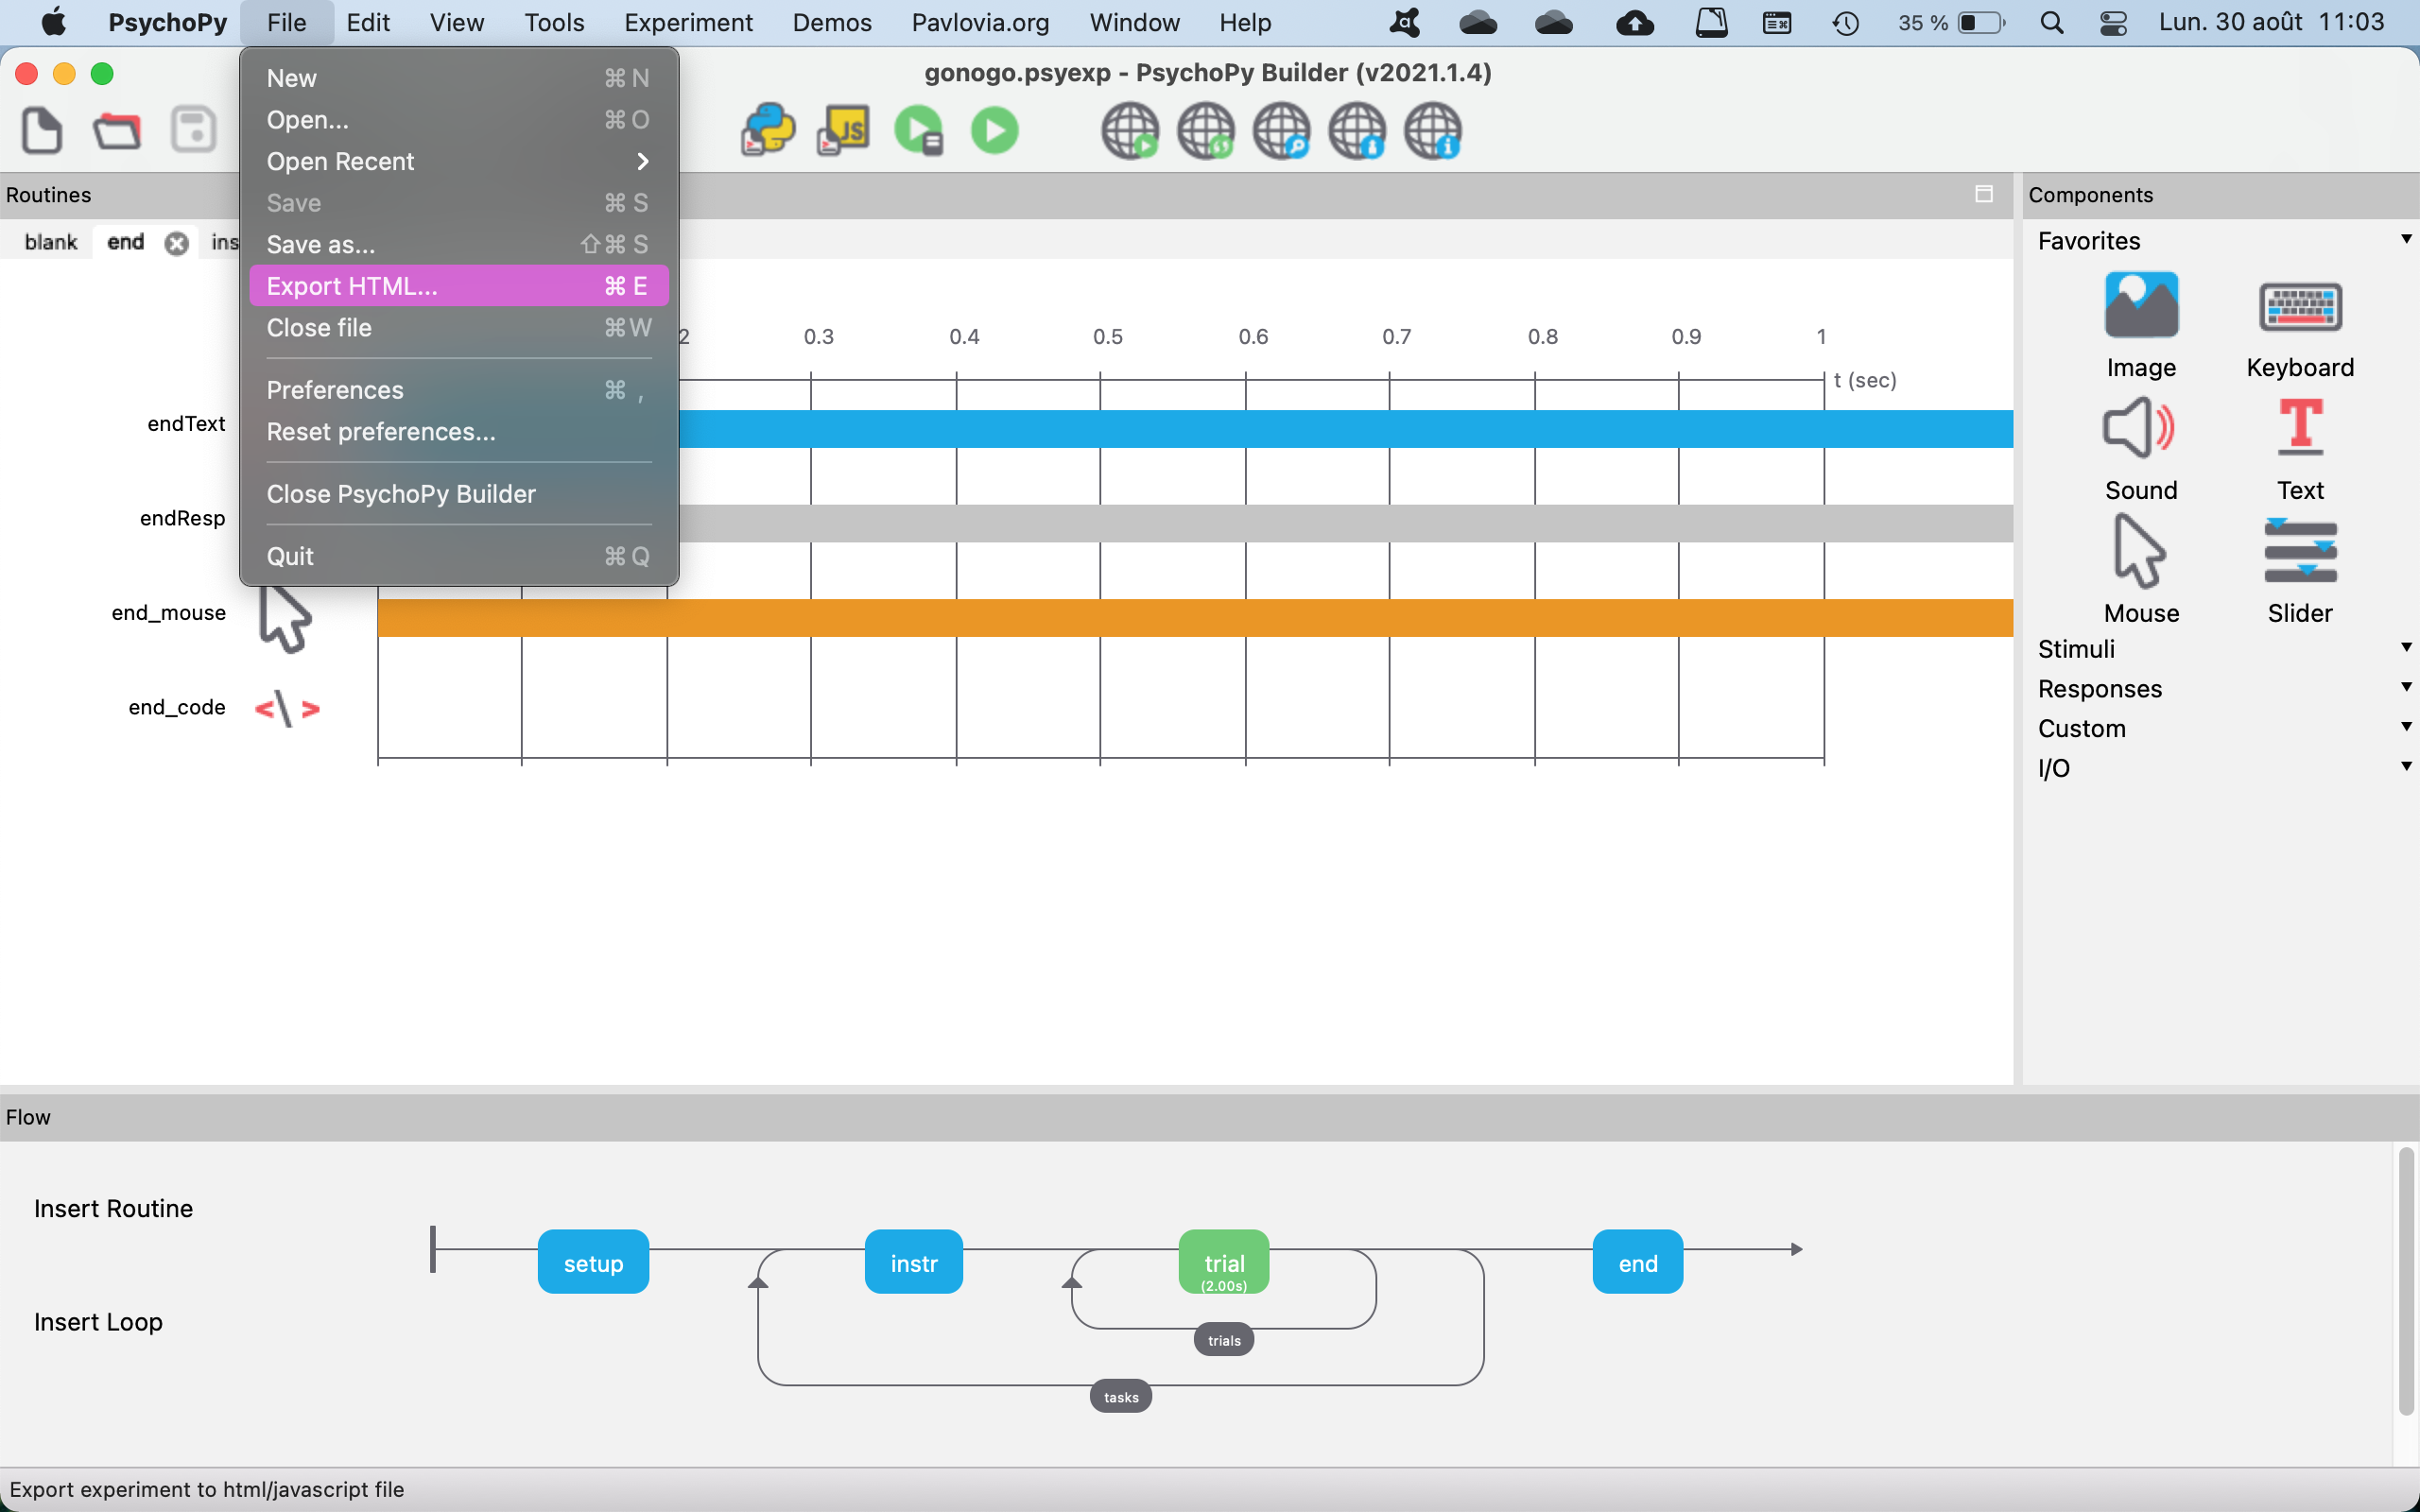 PsychoPy File Edit View Tools Experiment Demos Pavlovia.org Window Help 35 % Lun. 30 août 11:03
gonogo.psyexp - PsychoPy Builder (v2021.1.4)
New ⌘ N
Open... ⌘ O
Open Recent
Save ⌘ S
Save as... ⇧⌘ S
Export HTML... ⌘ E
Close file ⌘W
Preferences ⌘ ,
Reset preferences...
Close PsychoPy Builder
Quit ⌘ Q
JS
Routines
blank end ins
2 0.3 0.4 0.5 0.6 0.7 0.8 0.9 1
t (sec)
endText
endResp
end_mouse
end_code
Components
Favorites
Image Keyboard
Sound Text
Mouse Slider
Stimuli
Responses
Custom
I/O
Flow
Insert Routine
Insert Loop
setup instr trial end
(2.00s)
trials
tasks
Export experiment to html/javascript file